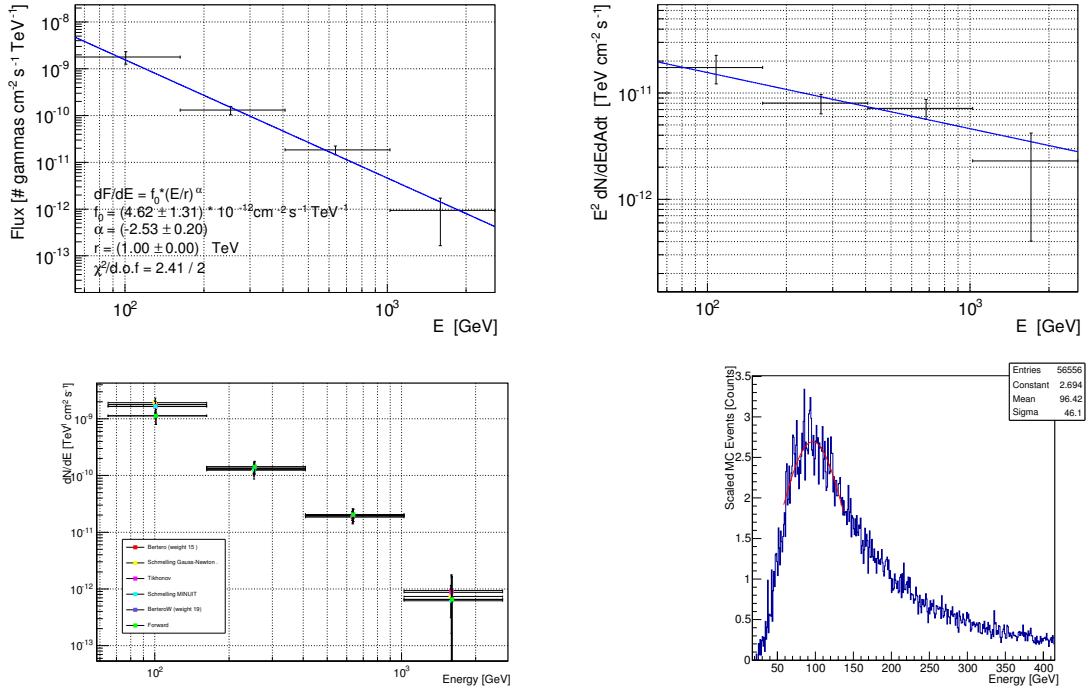 Flux [# gammas cm-2 s-1 TeV-1]
10-8
10-9
10-10
10-11
10-12
10-13
dF/dE = f0*(E/r)α
f0 = (4.62 ± 1.31) * 10-12cm-2 s-1 TeV-1
α = (-2.53 ± 0.20)
r = (1.00 ± 0.00) TeV
χ2/d.o.f = 2.41 / 2
102 103
E [GeV]
E2 dN/dEdAdt [TeV cm-2 s-1]
10-11
10-12
102 103
E [GeV]
dN/dE [TeV cm2 s-1]
10-9
10-10
10-11
10-12
10-13
Bertero (weight 15 )
Schmelling Gauss-Newton .
Tikhonov
Schmelling MINUIT
BerteroW (weight 19)
Forward
102 103
Energy [GeV]
Scaled MC Events [Counts]
3.5
3
2.5
2
1.5
1
0.5
0
Entries 56556
Constant 2.694
Mean 96.42
Sigma 46.1
50 100 150 200 250 300 350 400
Energy [GeV]